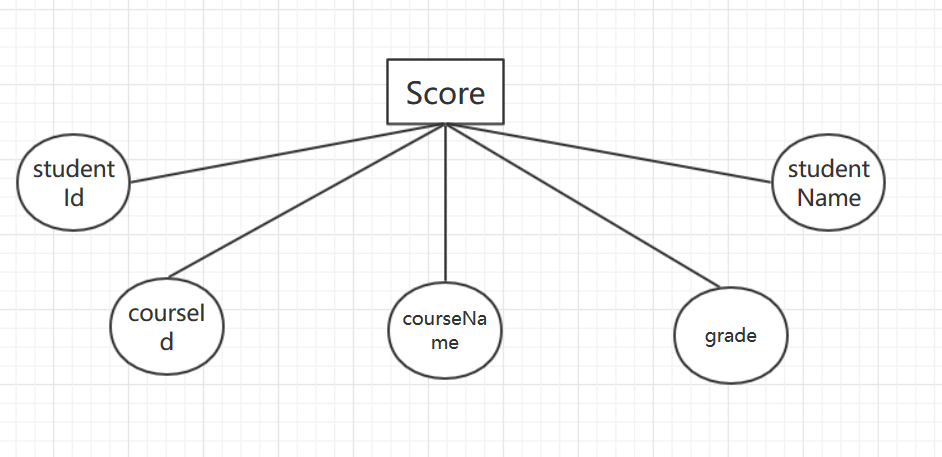 Score
student
Id
student
Name
courseI
d
courseNa
me
grade